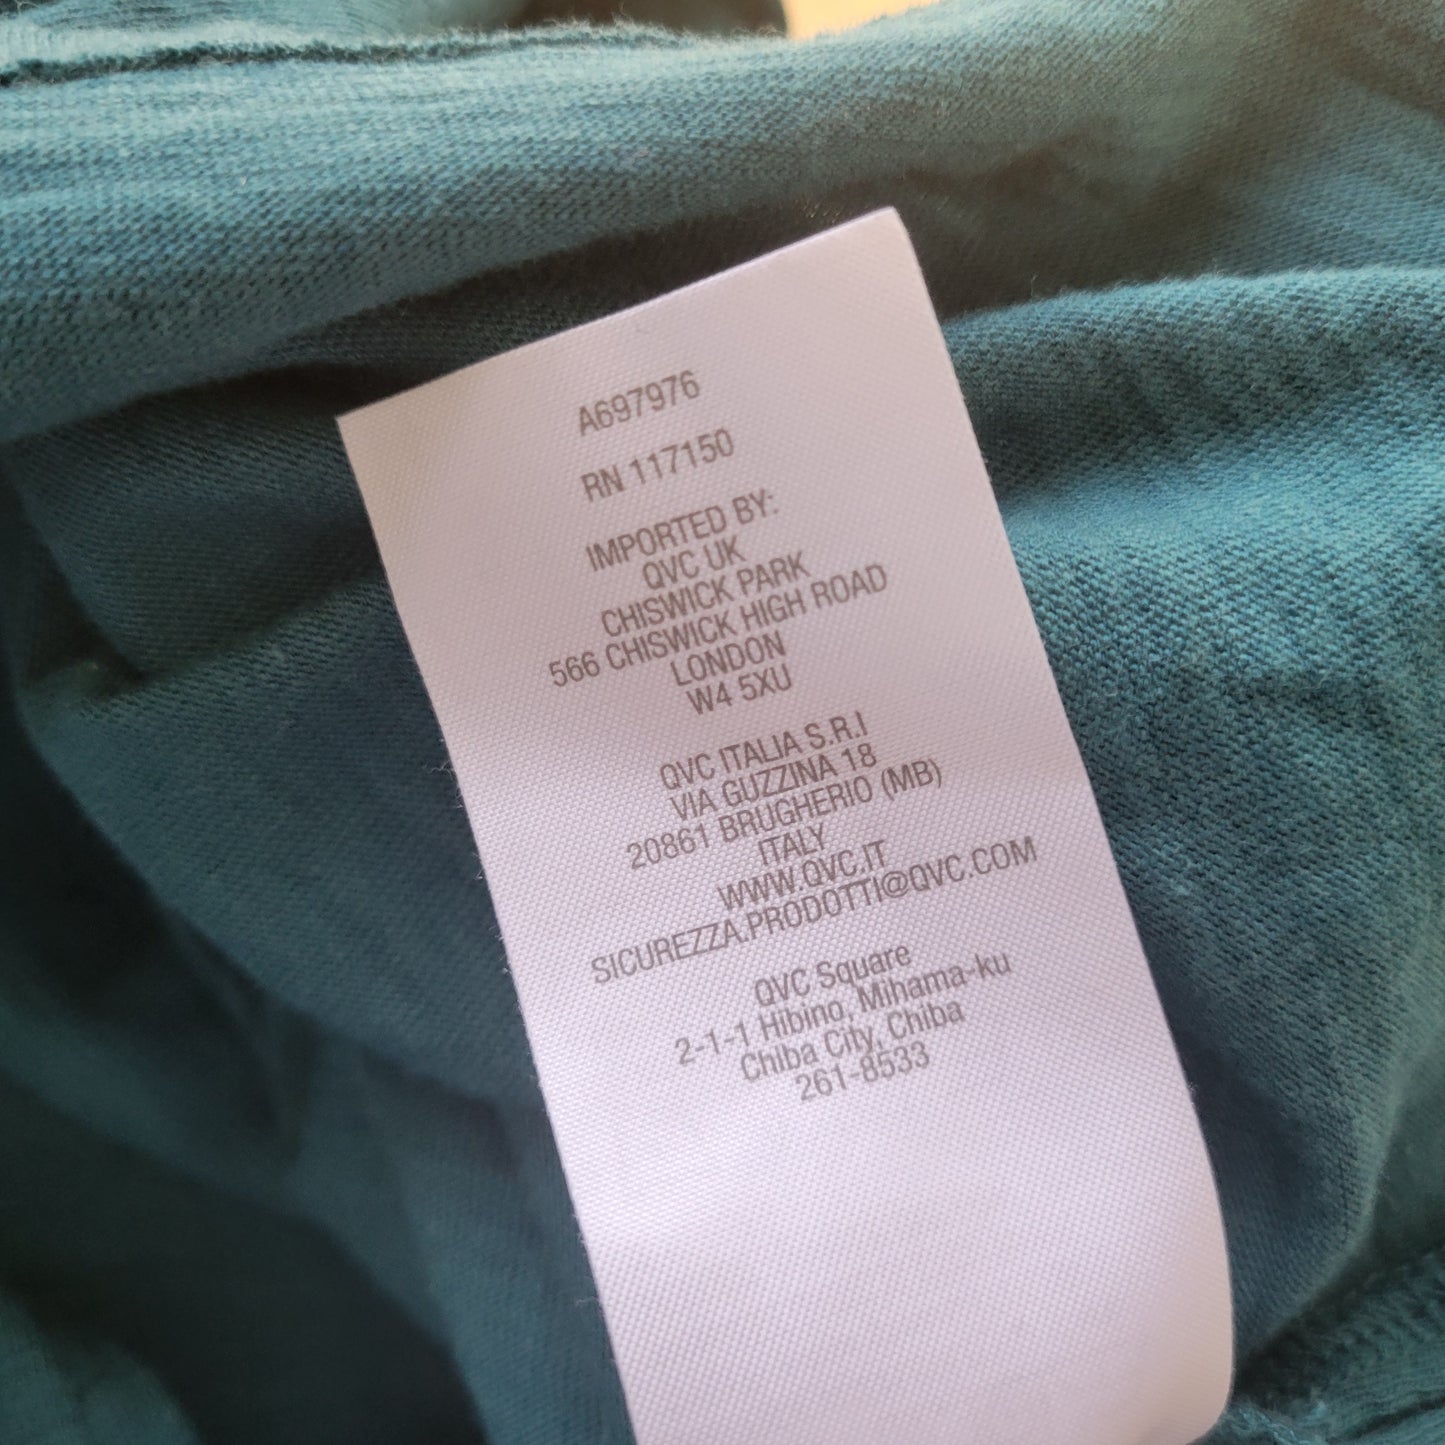 A697976
RN 117150
IMPORTED BY:
QVC UK
CHISWICK PARK
566 CHISWICK HIGH ROAD
LONDON
W4 5XU
QVC ITALIA S.R.I
VIA GUZZINA 18
20861 BRUGHERIO (MB)
ITALY
WWW.QVC.IT
SICUREZZA.PRODOTTI@QVC.COM
QVC Square
2-1-1 Hibino, Mihama-ku
Chiba City, Chiba
261-8533